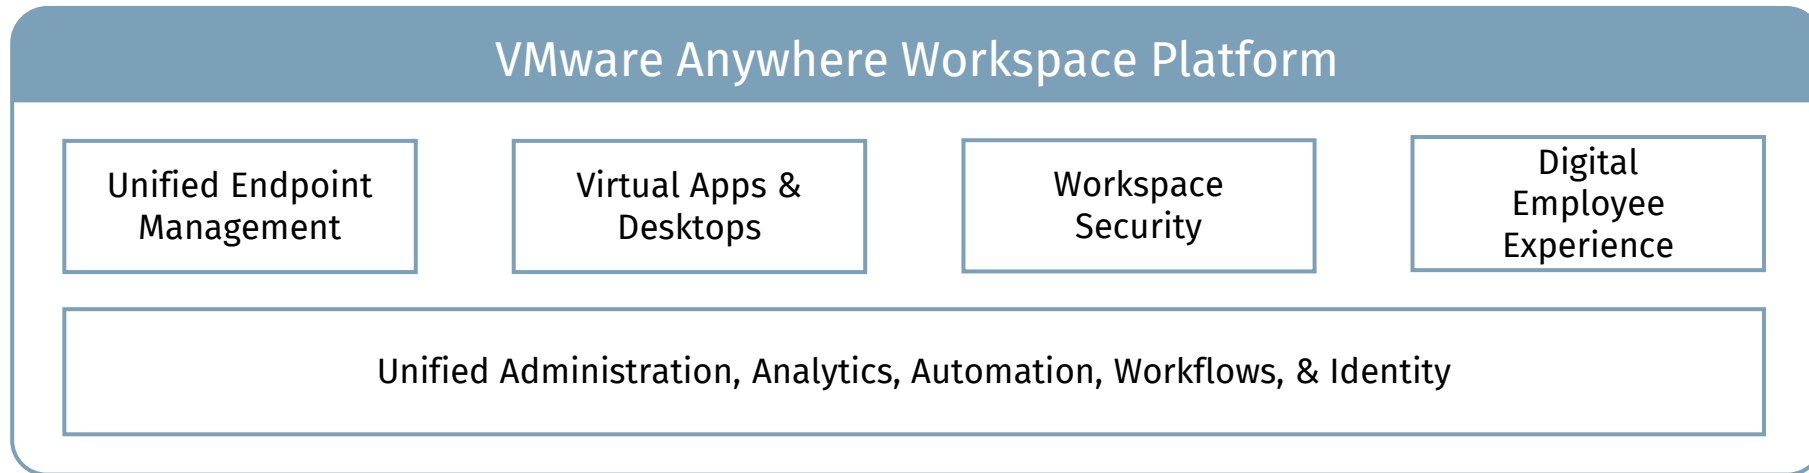 VMware Anywhere Workspace Platform
Unified Endpoint
Management
Virtual Apps &
Desktops
Workspace
Security
Digital
Employee
Experience
Unified Administration, Analytics, Automation, Workflows, & Identity